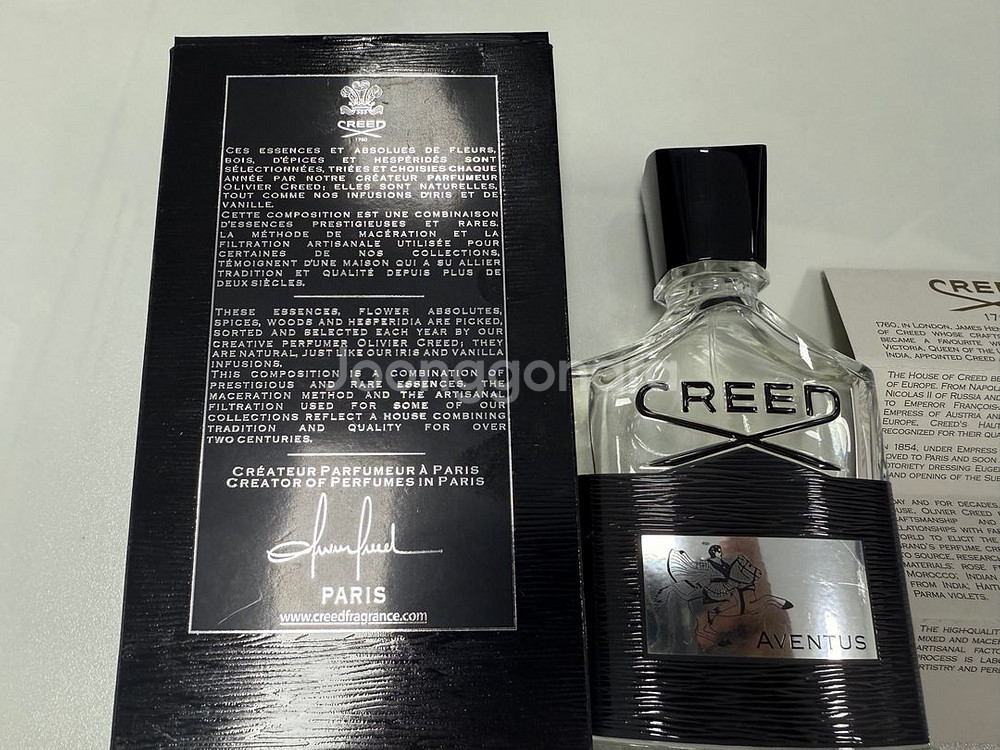 CREED
1760
CES ESSENCES ET ABSOLUES DE FLEURS,
BOIS, D'ÉPICES ET HESPÉRIDÉS SONT
SÉLECTIONNÉES, TRIÉES ET CHOISIES CHAQUE
ANNÉE PAR NOTRE CRÉATEUR PARFUMEUR
OLIVIER CREED; ELLES SONT NATURELLES,
TOUT COMME NOS INFUSIONS D'IRIS ET DE
VANILLE.
CETTE COMPOSITION EST UNE COMBINAISON
D'ESSENCES PRESTIGIEUSES ET RARES.
LA MÉTHODE DE MACÉRATION ET LA
FILTRATION ARTISANALE UTILISÉE POUR
CERTAINES DE NOS COLLECTIONS,
TÉMOIGNENT D'UNE MAISON QUI A SU ALLIER
TRADITION ET QUALITÉ DEPUIS PLUS DE
DEUX SIÈCLES.
THESE ESSENCES, FLOWER ABSOLUTES,
SPICES, WOODS AND HESPERIDIA ARE PICKED,
SORTED AND SELECTED EACH YEAR BY OUR
CREATIVE PERFUMER OLIVIER CREED; THEY
ARE NATURAL, JUST LIKE OUR IRIS AND VANILLA
INFUSIONS.
THIS COMPOSITION IS A COMBINATION OF
PRESTIGIOUS AND RARE ESSENCES. THE
MACERATION METHOD AND THE ARTISANAL
FILTRATION USED FOR SOME OF OUR
COLLECTIONS REFLECT A HOUSE COMBINING
TRADITION AND QUALITY FOR OVER
TWO CENTURIES.
CRÉATEUR PARFUMEUR À PARIS
CREATOR OF PERFUMES IN PARIS
Olivier Creed
PARIS
www.creedfragrance.com
Joonggonara
CREED
AVENTUS
1760, IN LONDON, JAMES
OF CREED WHOSE
BECAME A FAVOURITE
VICTORIA, QUEEN OF THE
INDIA, APPOINTED CREED
THE HOUSE OF CREED
OF EUROPE. FROM
NICOLAS II OF RUSSIA AND
TO EMPEROR
EMPRESS OF AUSTRIA AND
EUROPE, CREED'S
RECOGNIZED FOR THEIR
IN 1854, UNDER EMPRESS
TO PARIS AND SOON
DRESSING
AND OPENING OF THE
AND FOR DECADES
OLIVIER CREED
AND
WITH
WORLD TO ELICIT THE
PERFUME
TO SOURCE,
MATERIALS: ROSE
MOROCCO; INDIAN
FROM INDIA;
PARMA VIOLETS.
THE
MIXED AND
ARTISANAL
PROCESS IS
ARTISTRY AND